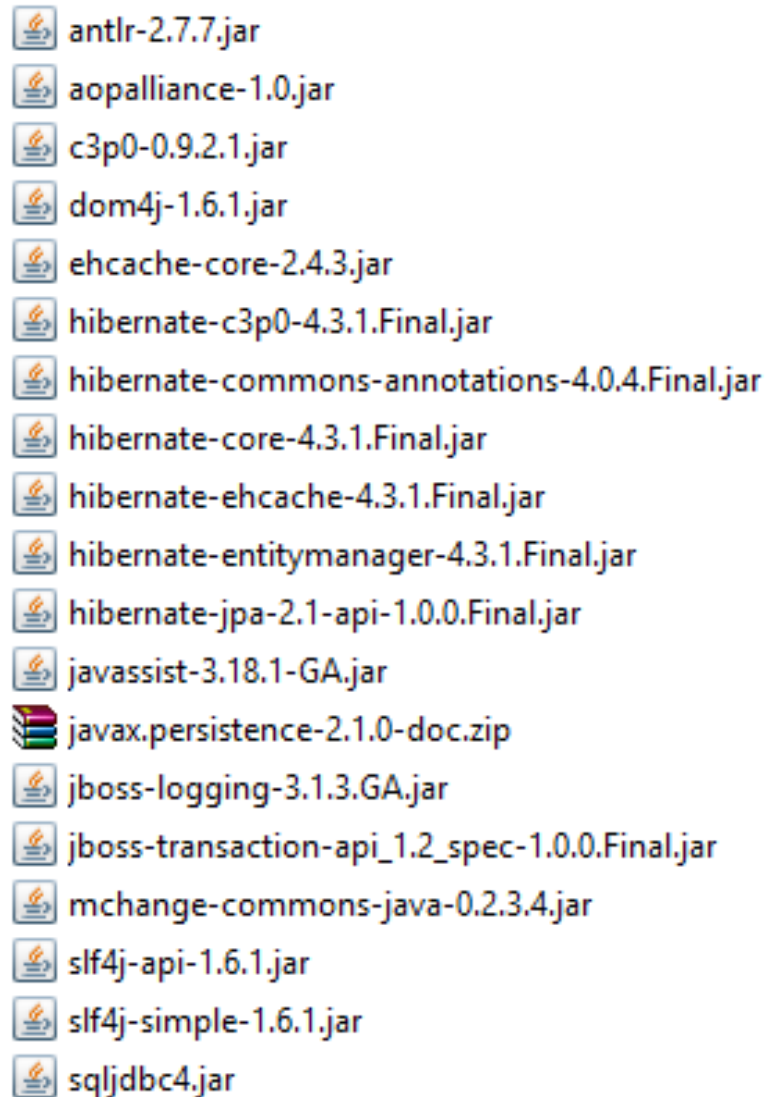 antlr-2.7.7.jar
aopalliance-1.0.jar
c3p0-0.9.2.1.jar
dom4j-1.6.1.jar
ehcache-core-2.4.3.jar
hibernate-c3p0-4.3.1.Final.jar
hibernate-commons-annotations-4.0.4.Final.jar
hibernate-core-4.3.1.Final.jar
hibernate-ehcache-4.3.1.Final.jar
hibernate-entitymanager-4.3.1.Final.jar
hibernate-jpa-2.1-api-1.0.0.Final.jar
javassist-3.18.1-GA.jar
javax.persistence-2.1.0-doc.zip
jboss-logging-3.1.3.GA.jar
jboss-transaction-api_1.2_spec-1.0.0.Final.jar
mchange-commons-java-0.2.3.4.jar
slf4j-api-1.6.1.jar
slf4j-simple-1.6.1.jar
sqljdbc4.jar